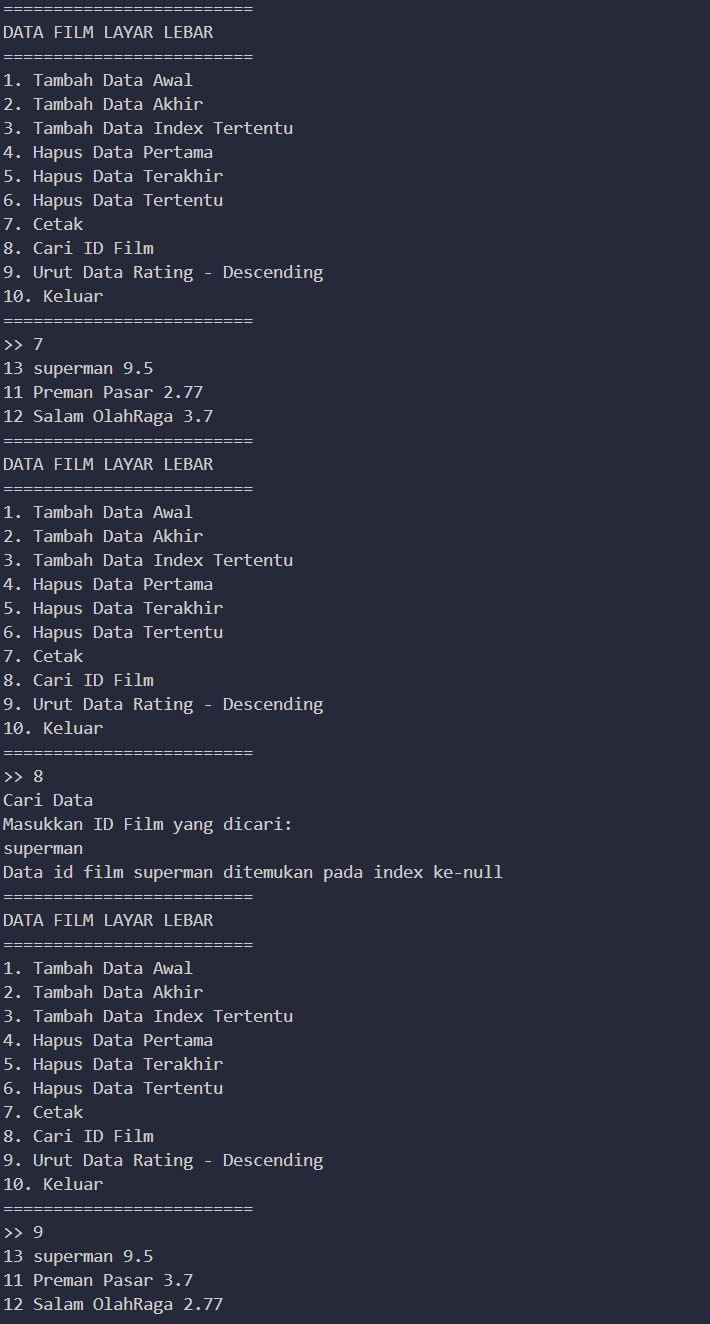 =========================
DATA FILM LAYAR LEBAR
=========================
1. Tambah Data Awal
2. Tambah Data Akhir
3. Tambah Data Index Tertentu
4. Hapus Data Pertama
5. Hapus Data Terakhir
6. Hapus Data Tertentu
7. Cetak
8. Cari ID Film
9. Urut Data Rating - Descending
10. Keluar
=========================
>> 7
13 superman 9.5
11 Preman Pasar 2.77
12 Salam OlahRaga 3.7
=========================
DATA FILM LAYAR LEBAR
=========================
1. Tambah Data Awal
2. Tambah Data Akhir
3. Tambah Data Index Tertentu
4. Hapus Data Pertama
5. Hapus Data Terakhir
6. Hapus Data Tertentu
7. Cetak
8. Cari ID Film
9. Urut Data Rating - Descending
10. Keluar
=========================
>> 8
Cari Data
Masukkan ID Film yang dicari:
superman
Data id film superman ditemukan pada index ke-null
=========================
DATA FILM LAYAR LEBAR
=========================
1. Tambah Data Awal
2. Tambah Data Akhir
3. Tambah Data Index Tertentu
4. Hapus Data Pertama
5. Hapus Data Terakhir
6. Hapus Data Tertentu
7. Cetak
8. Cari ID Film
9. Urut Data Rating - Descending
10. Keluar
=========================
>> 9
13 superman 9.5
11 Preman Pasar 3.7
12 Salam OlahRaga 2.77